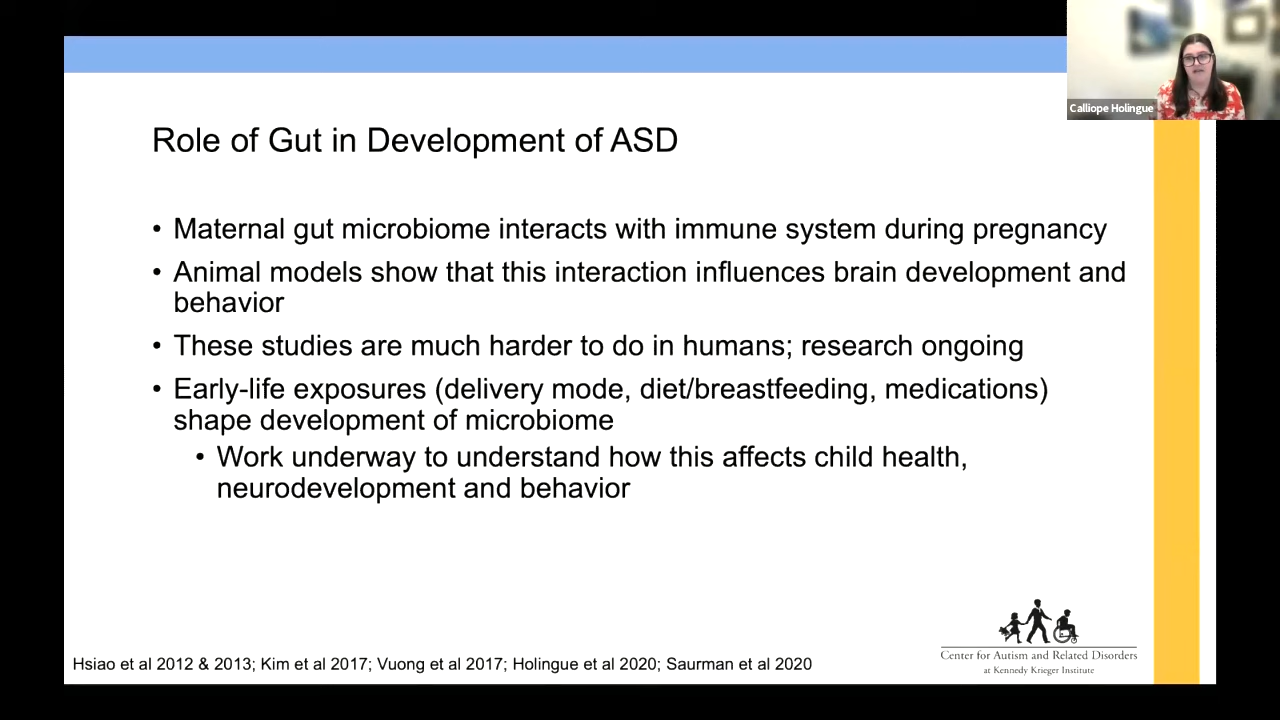 Calliope Holingue
Role of Gut in Development of ASD
• Maternal gut microbiome interacts with immune system during pregnancy
• Animal models show that this interaction influences brain development and
behavior
• These studies are much harder to do in humans; research ongoing
• Early-life exposures (delivery mode, diet/breastfeeding, medications)
shape development of microbiome
• Work underway to understand how this affects child health,
neurodevelopment and behavior
Center for Autism and Related Disorders
at Kennedy Krieger Institute
Hsiao et al 2012 & 2013; Kim et al 2017; Vuong et al 2017; Holingue et al 2020; Saurman et al 2020